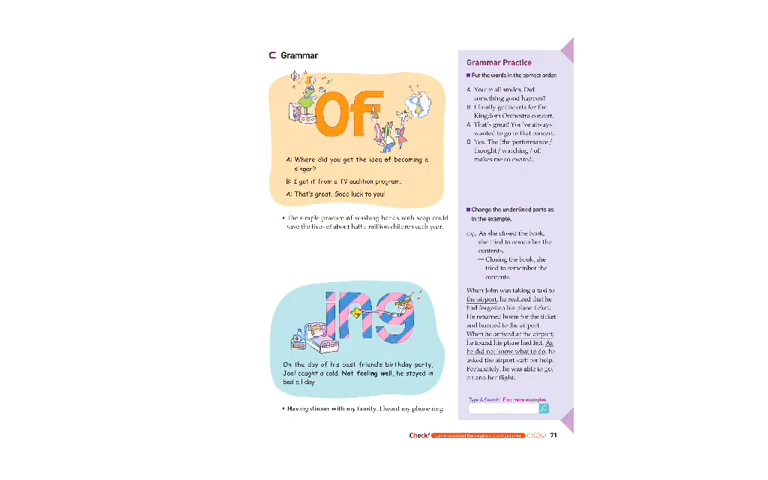 C Grammar
Of
A: Where did you get the idea of becoming a
singer?
B: I got it from a TV audition program.
A: That's great. Good luck to you!
• The simple practice of washing hands with soap could
save the lives of about half a million children each year.
ing
On the day of his best friend's birthday party,
Joel caught a cold. Not feeling well, he stayed in
bed all day.
• Having dinner with my family, I heard my phone ring.
Grammar Practice
Put the words in the correct order.
A You're all smiles. Did
something good happen?
B I finally got tickets for the
Kingdom Orchestra concert.
A That's great! You've always
wanted to go to that concert.
B Yes. The (the performance /
thought / watching / of)
makes me so excited.
Change the underlined parts as
in the example.
e.g. As she closed the book,
she tried to remember the
contents.
→ Closing the book, she
tried to remember the
contents.
When John was taking a taxi to
the airport, he realized that he
had forgotten his plane ticket.
He returned home for the ticket
and hurried to the airport.
When he arrived at the airport,
he found his plane had left. As
he did not know what to do, he
asked the airport staff for help.
Fortunately, he was able to get
on another flight.
Type & Search! Find more examples
Check!
71